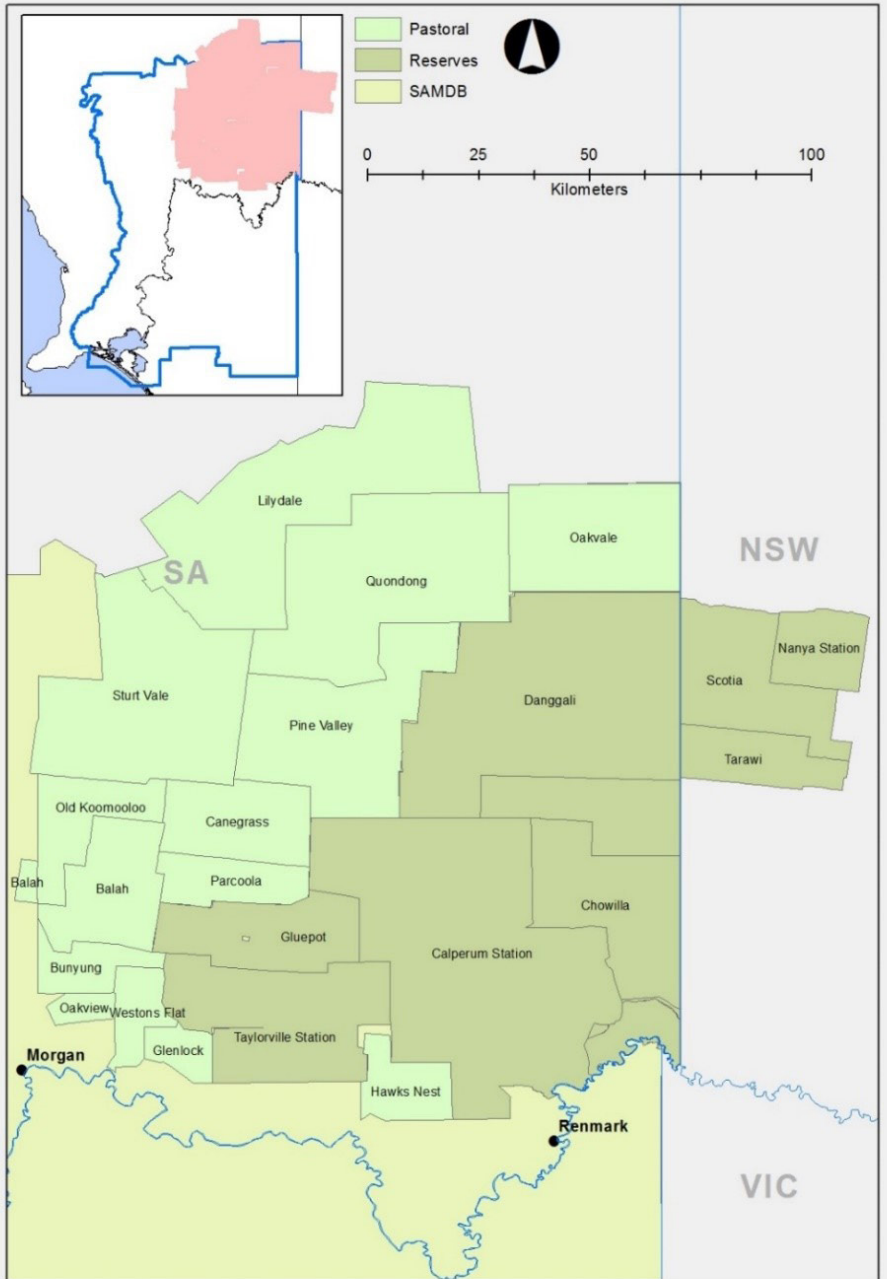 Pastoral
Reserves
SAMDB
0 25 50 100
Kilometers
Lilydale
Oakvale
NSW
SA
Quondong
Nanya Station
Scotia
Sturt Vale
Danggali
Pine Valley
Tarawi
Old Koomooloo
Canegrass
Balah
Balah
Parcoola
Chowilla
Gluepot
Calperum Station
Bunyung
Oakview
Westons Flat
Taylorville Station
Glenlock
Morgan
Hawks Nest
Renmark
VIC